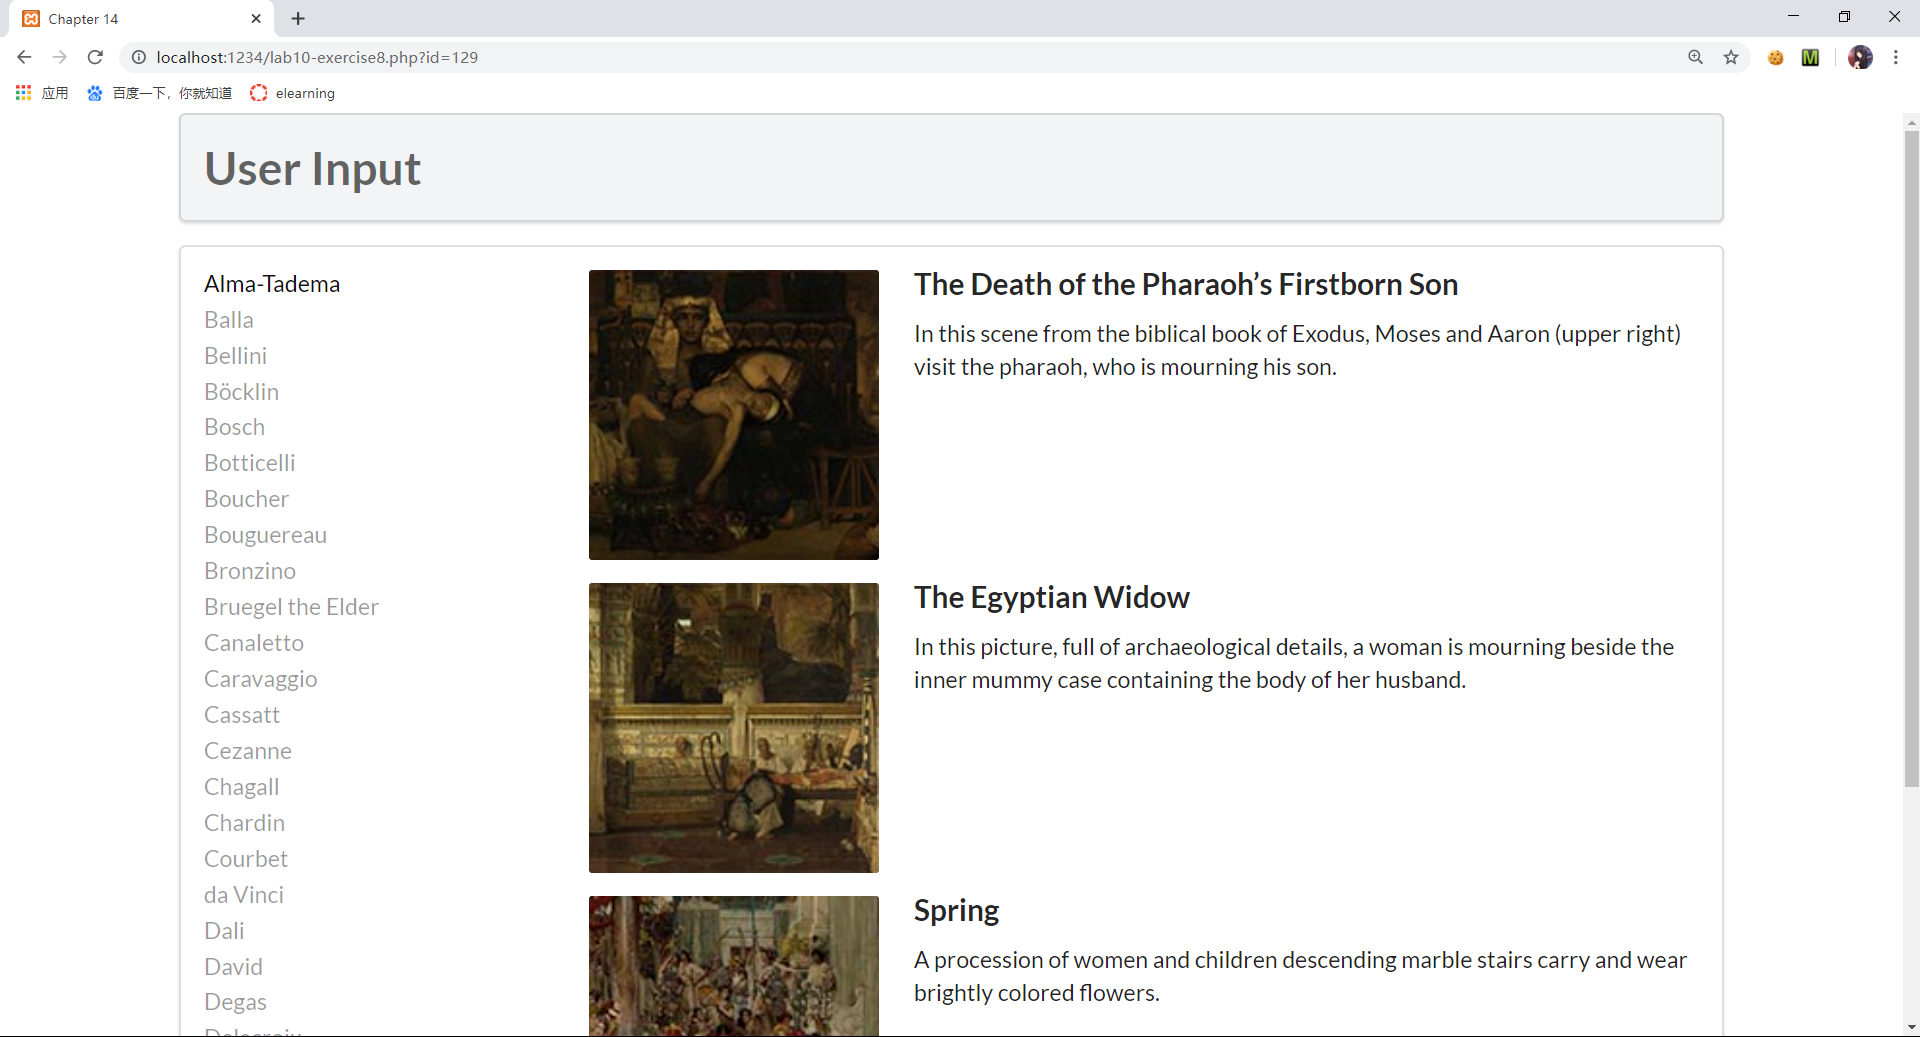 Chapter 14
localhost:1234/lab10-exercise8.php?id=129
应用
百度一下，你就知道
elearning
User Input
Alma-Tadema
Balla
Bellini
Böcklin
Bosch
Botticelli
Boucher
Bouguereau
Bronzino
Bruegel the Elder
Canaletto
Caravaggio
Cassatt
Cezanne
Chagall
Chardin
Courbet
da Vinci
Dali
David
Degas
Delacroix
The Death of the Pharaoh’s Firstborn Son
In this scene from the biblical book of Exodus, Moses and Aaron (upper right)
visit the pharaoh, who is mourning his son.
The Egyptian Widow
In this picture, full of archaeological details, a woman is mourning beside the
inner mummy case containing the body of her husband.
Spring
A procession of women and children descending marble stairs carry and wear
brightly colored flowers.